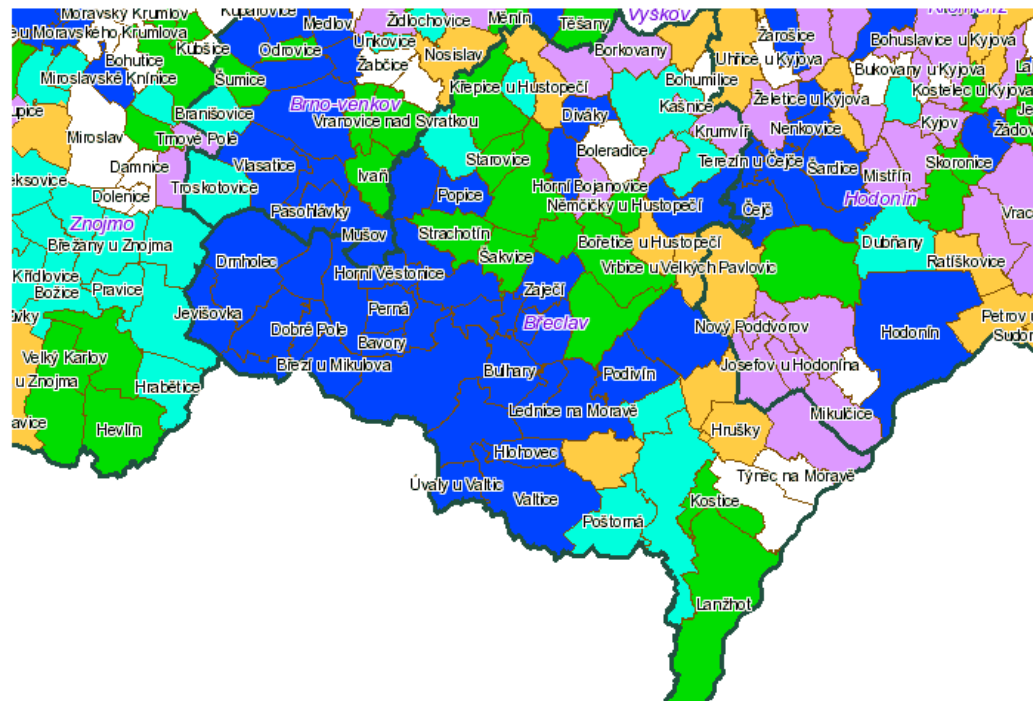 Moravský Krumlov
Kupařovice
Medlov
Židlochovice
Měnín
Těšany
Vyškov
Žarošice
Bohuslavice u Kyjova
u Moravského Krumlova
Bohutice
Kubšice
Odrovice
Unkovice
Nosislav
Žabčice
Borkovany
Uhřice u Kyjova
Bukovany u Kyjova
Miroslavské Knínice
Šumice
Křepice u Hustopečí
Bohumilice
Kašnice
Želetice u Kyjova
Kostelec u Kyjova
Brno-venkov
Branišovice
Vranovice nad Svratkou
Diváky
Krumvíř
Nenkovice
Kyjov
Miroslav
Trnové Pole
Boleradice
Starovice
Terezín u Čejče
Šardice
Mistřín
Skoronice
Damnice
Vlasatice
Ivaň
Troskotovice
Dolenice
Popice
Horní Bojanovice
Němčičky u Hustopečí
Hodonín
Čejč
Pasohlávky
Znojmo
Mušov
Strachotín
Bořetice u Hustopečí
Dubňany
Břežany u Znojma
Drnholec
Šakvice
Vrbice u Velkých Pavlovic
Ratíškovice
Křídlovice
Horní Věstonice
Božice
Pravice
Zaječí
Jevišovka
Perná
Břeclav
Dobré Pole
Nový Poddvorov
Hodonín
Petrov u
Bavory
Velký Karlov
Březí u Mikulova
Bulhary
Podivín
Josefov u Hodonína
u Znojma
Hrabětice
Lednice na Moravě
Mikulčice
Hevlín
Hrušky
Hlohovec
Týnec na Moravě
Úvaly u Valtic
Valtice
Kostice
Poštorná
Lanžhot